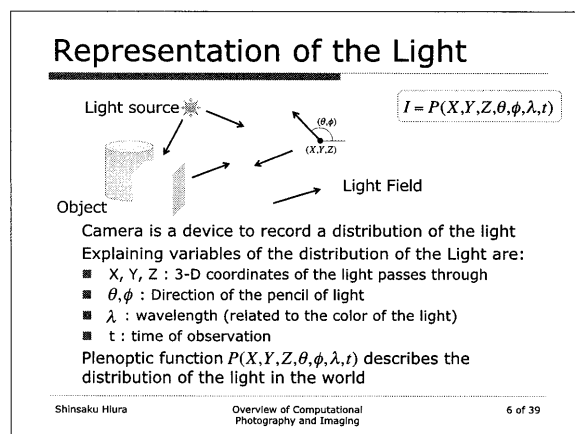 Representation of the Light
Light source
I = P(X,Y,Z,θ,ϕ,λ,t)
(θ,ϕ)
(X,Y,Z)
Light Field
Object
Camera is a device to record a distribution of the light
Explaining variables of the distribution of the Light are:
X, Y, Z : 3-D coordinates of the light passes through
θ,ϕ : Direction of the pencil of light
λ : wavelength (related to the color of the light)
t : time of observation
Plenoptic function P(X,Y,Z,θ,ϕ,λ,t) describes the
distribution of the light in the world
Shinsaku Hiura
Overview of Computational
Photography and Imaging
6 of 39